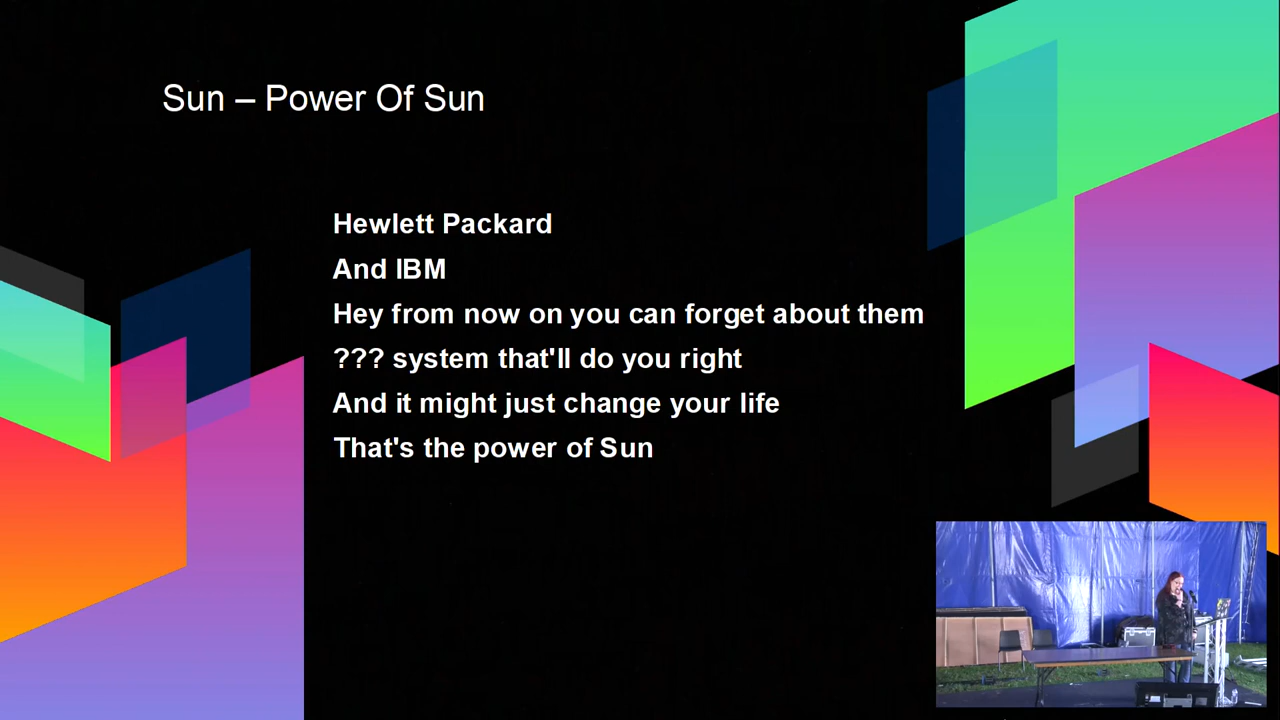 Sun – Power Of Sun
Hewlett Packard
And IBM
Hey from now on you can forget about them
??? system that'll do you right
And it might just change your life
That's the power of Sun